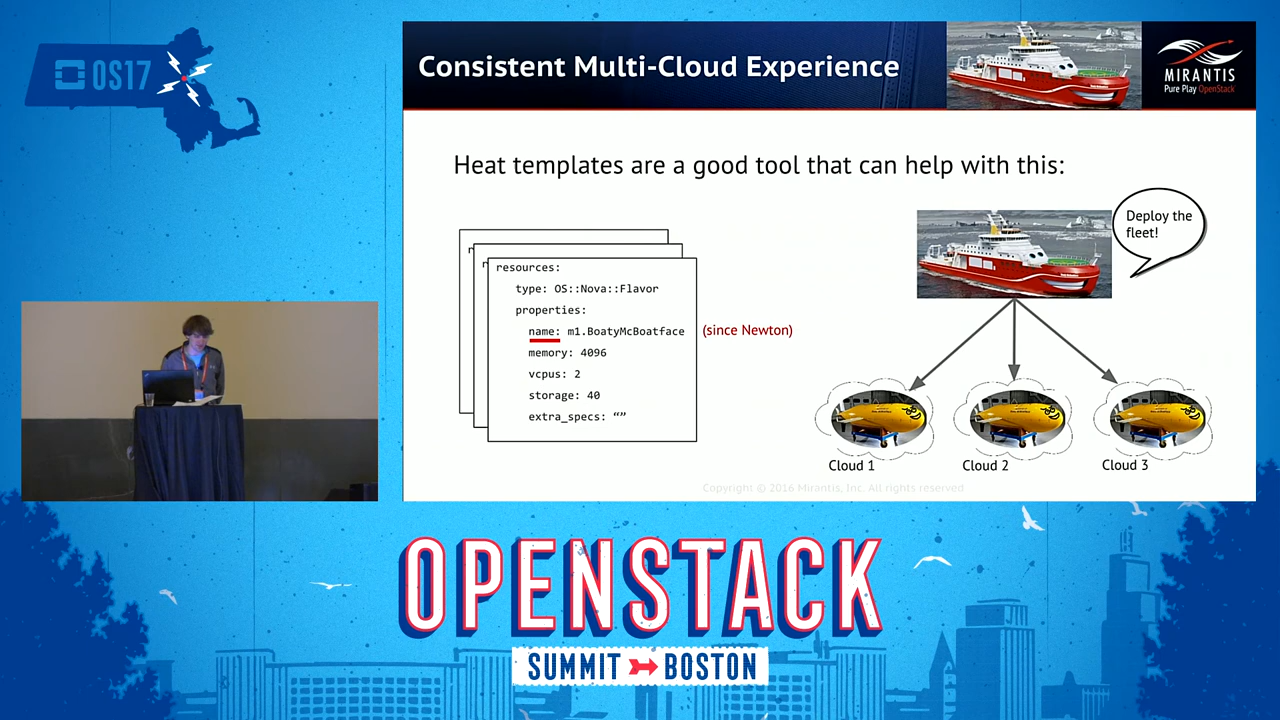 OS17
Consistent Multi-Cloud Experience
MIRANTIS
Pure Play OpenStack
Heat templates are a good tool that can help with this:
Deploy the
fleet!
resources:
type: OS::Nova::Flavor
properties:
name: m1.BoatyMcBoatface
(since Newton)
memory: 4096
vcpus: 2
storage: 40
extra_specs: “”
Cloud 1
Cloud 2
Cloud 3
Copyright © 2016 Mirantis, Inc. All rights reserved
OPENSTACK
SUMMIT BOSTON